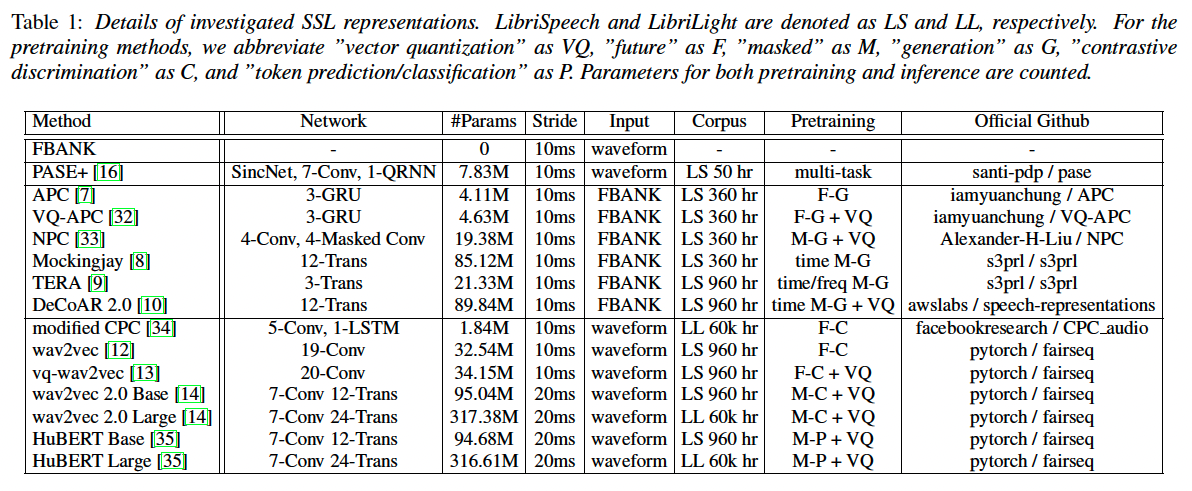 Table 1: Details of investigated SSL representations. LibriSpeech and LibriLight are denoted as LS and LL, respectively. For the
pretraining methods, we abbreviate ”vector quantization” as VQ, ”future” as F, ”masked” as M, ”generation” as G, ”contrastive
discrimination” as C, and ”token prediction/classification” as P. Parameters for both pretraining and inference are counted.
Method Network #Params Stride Input Corpus Pretraining Official Github
FBANK - 0 10ms waveform - - -
PASE+ [16] SincNet, 7-Conv, 1-QRNN 7.83M 10ms waveform LS 50 hr multi-task santi-pdp / pase
APC [7] 3-GRU 4.11M 10ms FBANK LS 360 hr F-G iamyuanchung / APC
VQ-APC [32] 3-GRU 4.63M 10ms FBANK LS 360 hr F-G + VQ iamyuanchung / VQ-APC
NPC [33] 4-Conv, 4-Masked Conv 19.38M 10ms FBANK LS 360 hr M-G + VQ Alexander-H-Liu / NPC
Mockingjay [8] 12-Trans 85.12M 10ms FBANK LS 360 hr time M-G s3prl / s3prl
TERA [9] 3-Trans 21.33M 10ms FBANK LS 960 hr time/freq M-G s3prl / s3prl
DeCoAR 2.0 [10] 12-Trans 89.84M 10ms FBANK LS 960 hr time M-G + VQ awslabs / speech-representations
modified CPC [34] 5-Conv, 1-LSTM 1.84M 10ms waveform LL 60k hr F-C facebookresearch / CPC_audio
wav2vec [12] 19-Conv 32.54M 10ms waveform LS 960 hr F-C pytorch / fairseq
vq-wav2vec [13] 20-Conv 34.15M 10ms waveform LS 960 hr F-C + VQ pytorch / fairseq
wav2vec 2.0 Base [14] 7-Conv 12-Trans 95.04M 20ms waveform LS 960 hr M-C + VQ pytorch / fairseq
wav2vec 2.0 Large [14] 7-Conv 24-Trans 317.38M 20ms waveform LL 60k hr M-C + VQ pytorch / fairseq
HuBERT Base [35] 7-Conv 12-Trans 94.68M 20ms waveform LS 960 hr M-P + VQ pytorch / fairseq
HuBERT Large [35] 7-Conv 24-Trans 316.61M 20ms waveform LL 60k hr M-P + VQ pytorch / fairseq